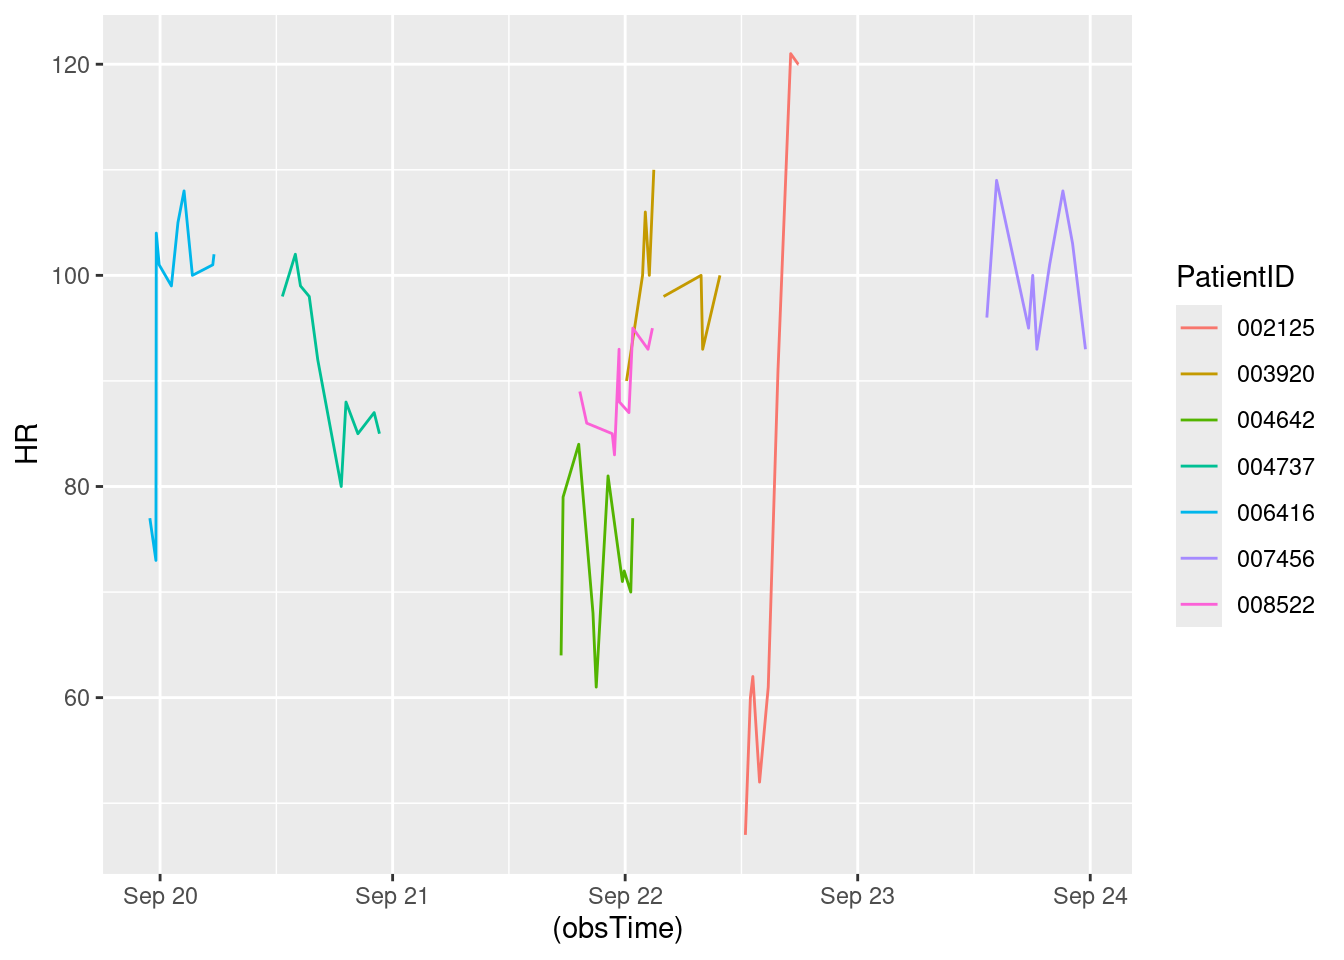 120
100
80
60
HR
Sep 20
Sep 21
Sep 22
Sep 23
Sep 24
(obsTime)
PatientID
002125
003920
004642
004737
006416
007456
008522